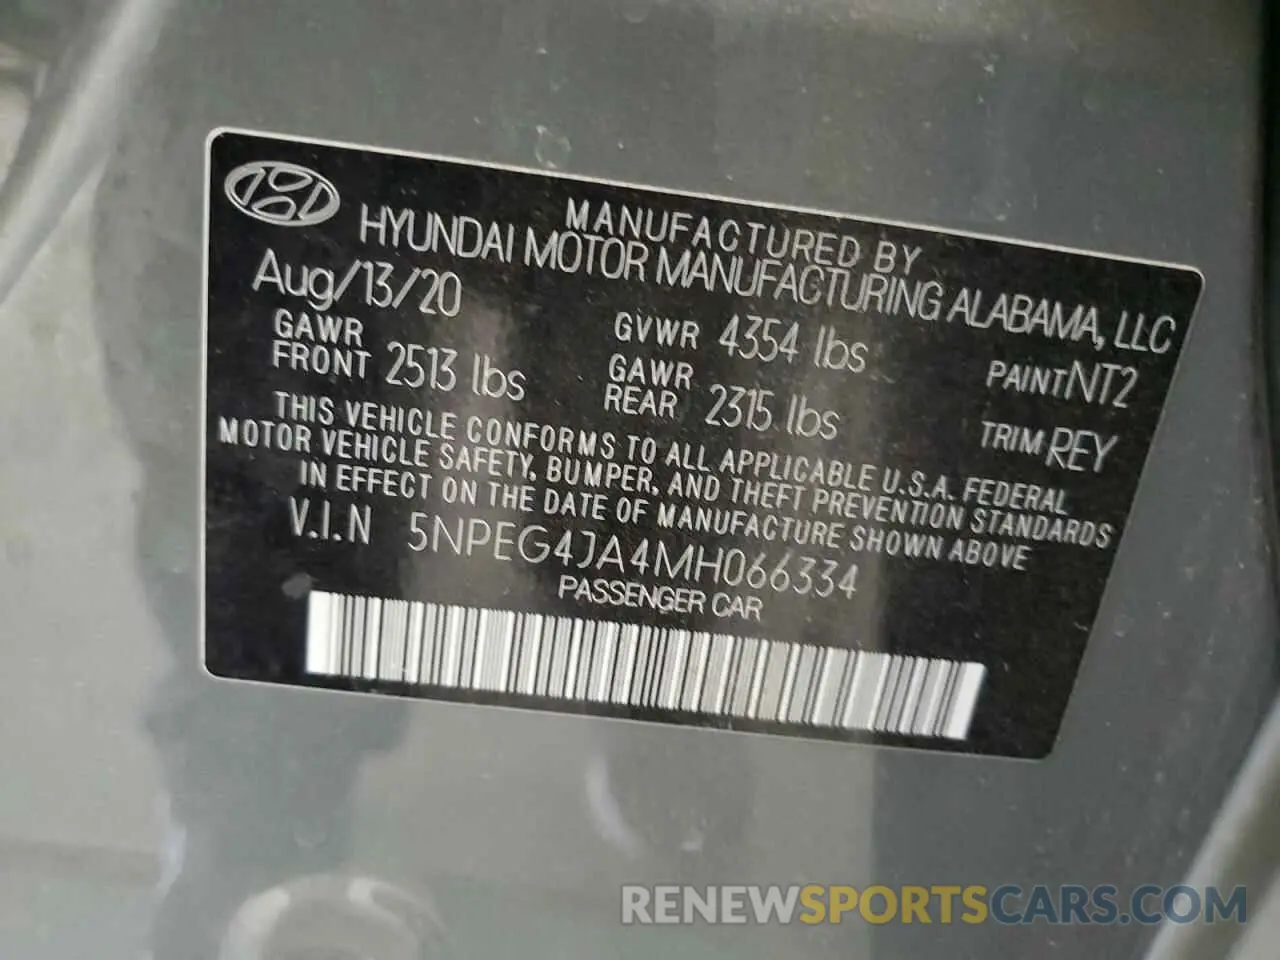 MANUFACTURED BY
HYUNDAI MOTOR MANUFACTURING ALABAMA, LLC
Aug/13/20 GVWR 4354 lbs PAINT NT2
GAWR FRONT 2513 lbs GAWR REAR 2315 lbs TRIM REY
THIS VEHICLE CONFORMS TO ALL APPLICABLE U.S.A. FEDERAL
MOTOR VEHICLE SAFETY, BUMPER, AND THEFT PREVENTION STANDARDS
IN EFFECT ON THE DATE OF MANUFACTURE SHOWN ABOVE
V.I.N 5NPEG4JA4MH066334
PASSENGER CAR
RENEWSPORTSCARS.COM